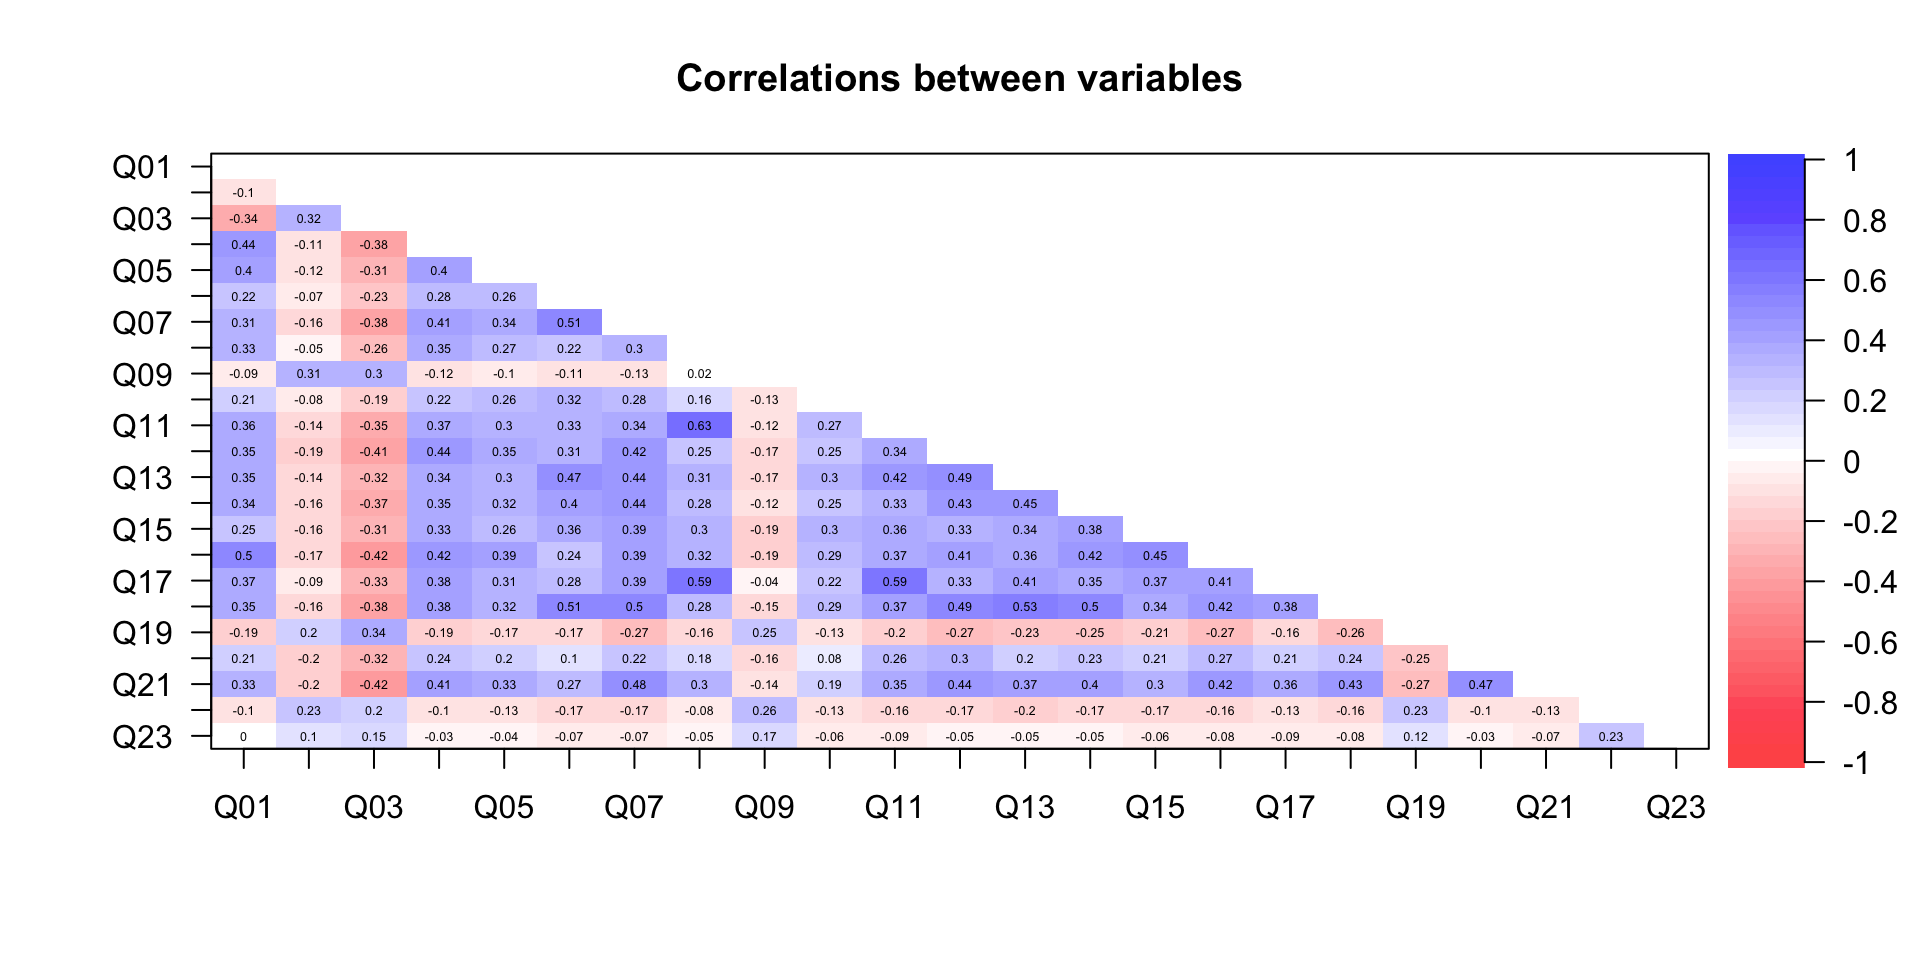 Correlations between variables
Q01 1
-0.1
Q03 -0.34 0.32 0.8
0.44 -0.11 -0.38
Q05 0.4 -0.12 -0.31 0.4 0.6
0.22 -0.07 -0.23 0.28 0.26
Q07 0.31 -0.16 -0.38 0.41 0.34 0.51
0.33 -0.05 -0.26 0.35 0.27 0.22 0.3 0.4
Q09 -0.09 0.31 0.3 -0.12 -0.1 -0.11 -0.13 0.02
0.21 -0.08 -0.19 0.22 0.26 0.32 0.28 0.16 -0.13 0.2
Q11 0.36 -0.14 -0.35 0.37 0.3 0.33 0.34 0.63 -0.12 0.27
0.35 -0.19 -0.41 0.44 0.35 0.31 0.42 0.25 -0.17 0.25 0.34 0
Q13 0.35 -0.14 -0.32 0.34 0.3 0.47 0.44 0.31 -0.17 0.3 0.42 0.49
0.34 -0.16 -0.37 0.35 0.32 0.4 0.44 0.28 -0.12 0.25 0.33 0.43 0.45
Q15 0.25 -0.16 -0.31 0.33 0.26 0.36 0.39 0.3 -0.19 0.3 0.36 0.33 0.34 0.38 -0.2
0.5 -0.17 -0.42 0.42 0.39 0.24 0.39 0.32 -0.19 0.29 0.37 0.41 0.36 0.42 0.45
Q17 0.37 -0.09 -0.33 0.38 0.31 0.28 0.39 0.59 -0.04 0.22 0.59 0.33 0.41 0.35 0.37 0.41 -0.4
0.35 -0.16 -0.38 0.38 0.32 0.51 0.5 0.28 -0.15 0.29 0.37 0.49 0.53 0.5 0.34 0.42 0.38
Q19 -0.19 0.2 0.34 -0.19 -0.17 -0.17 -0.27 -0.16 0.25 -0.13 -0.2 -0.27 -0.23 -0.25 -0.21 -0.27 -0.16 -0.26 -0.6
0.21 -0.2 -0.32 0.24 0.2 0.1 0.22 0.18 -0.16 0.08 0.26 0.3 0.2 0.23 0.21 0.27 0.21 0.24 -0.25
Q21 0.33 -0.2 -0.42 0.41 0.33 0.27 0.48 0.3 -0.14 0.19 0.35 0.44 0.37 0.4 0.3 0.42 0.36 0.43 -0.27 0.47
-0.1 0.23 0.2 -0.1 -0.13 -0.17 -0.17 -0.08 0.26 -0.13 -0.16 -0.17 -0.2 -0.17 -0.17 -0.16 -0.13 -0.16 0.23 -0.1 -0.13 -0.8
Q23 0 0.1 0.15 -0.03 -0.04 -0.07 -0.07 -0.05 0.17 -0.06 -0.09 -0.05 -0.05 -0.05 -0.06 -0.08 -0.09 -0.08 0.12 -0.03 -0.07 0.23
-1
Q01 Q03 Q05 Q07 Q09 Q11 Q13 Q15 Q17 Q19 Q21 Q23